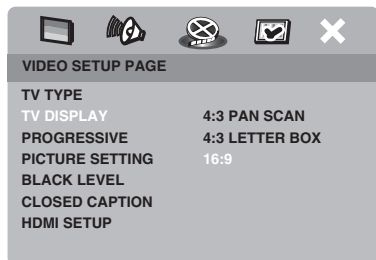 VIDEO SETUP PAGE
TV TYPE
TV DISPLAY 4:3 PAN SCAN
PROGRESSIVE 4:3 LETTER BOX
PICTURE SETTING 16:9
BLACK LEVEL
CLOSED CAPTION
HDMI SETUP